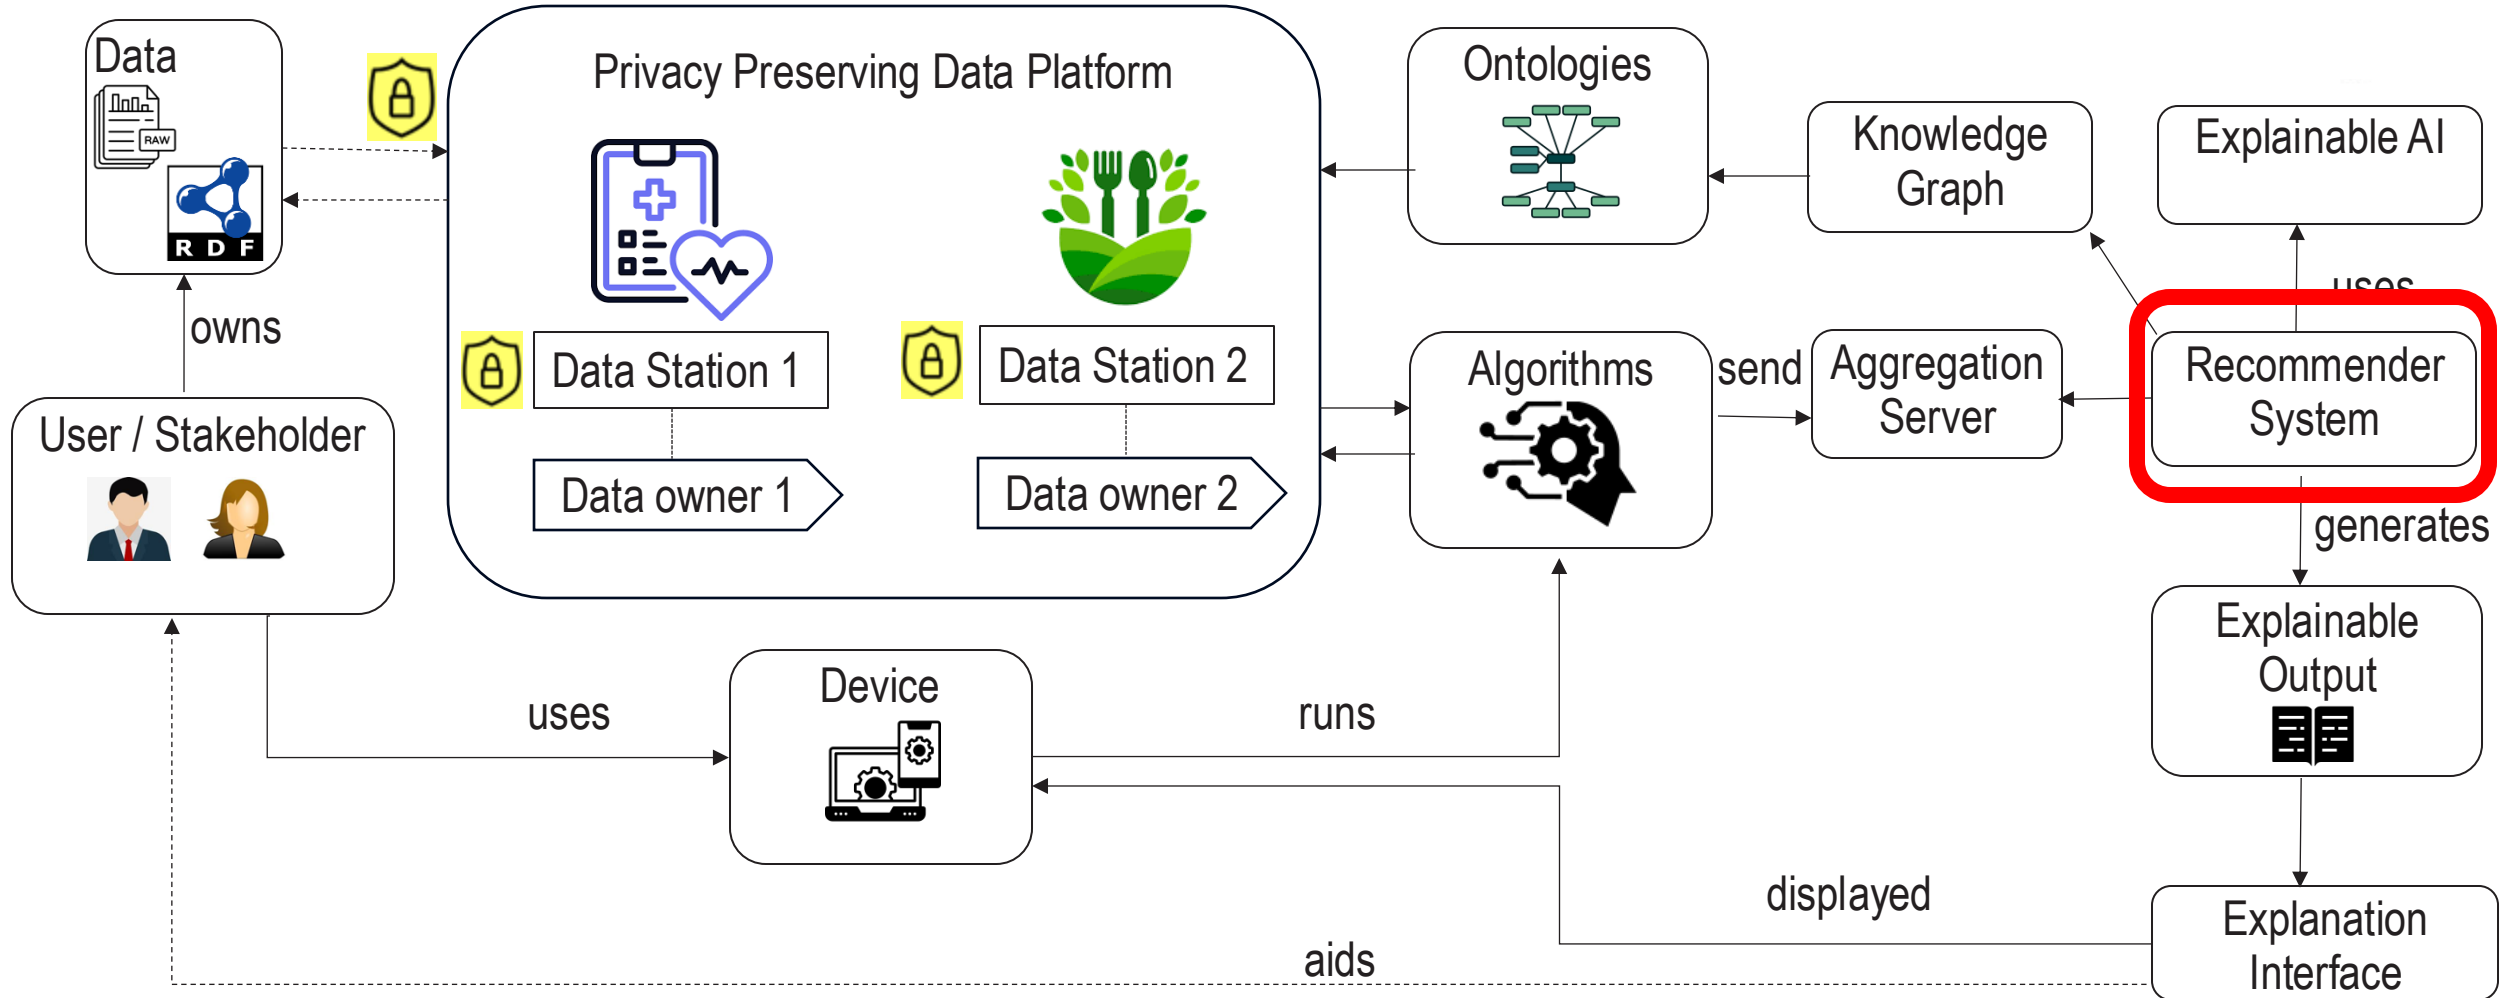 Data
RAW
RDF
owns
User / Stakeholder
Privacy Preserving Data Platform
Data Station 1
Data Station 2
Data owner 1
Data owner 2
Ontologies
Knowledge
Graph
Explainable AI
uses
Algorithms
send
Aggregation
Server
Recommender
System
generates
Explainable
Output
Device
uses
runs
displayed
aids
Explanation
Interface